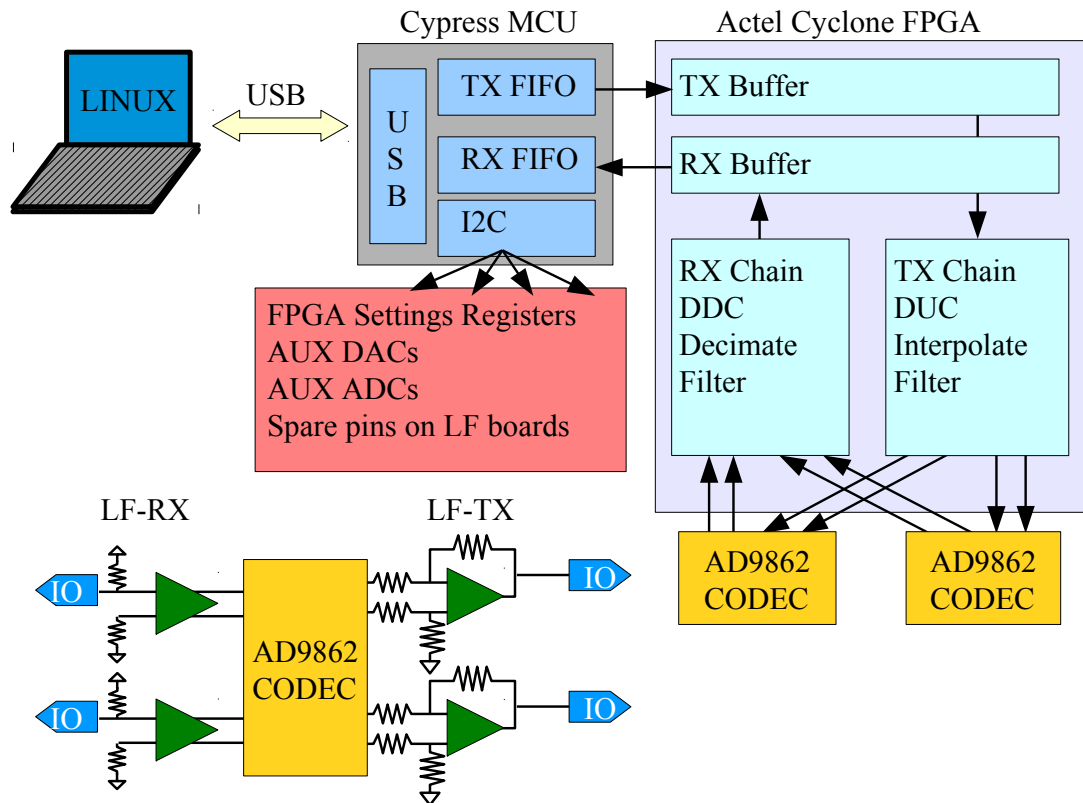 Cypress MCU
Actel Cyclone FPGA
LINUX
USB
U
S
B
TX FIFO
RX FIFO
I2C
TX Buffer
RX Buffer
RX Chain
DDC
Decimate
Filter
TX Chain
DUC
Interpolate
Filter
FPGA Settings Registers
AUX DACs
AUX ADCs
Spare pins on LF boards
AD9862
CODEC
AD9862
CODEC
LF-RX
LF-TX
IO
IO
AD9862
CODEC
IO
IO